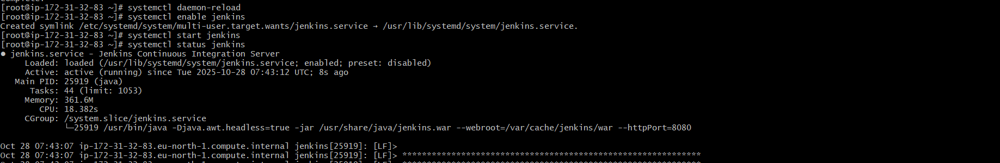 [root@ip-172-31-32-83 ~]# systemctl daemon-reload
[root@ip-172-31-32-83 ~]# systemctl enable jenkins
Created symlink /etc/systemd/system/multi-user.target.wants/jenkins.service → /usr/lib/systemd/system/jenkins.service.
[root@ip-172-31-32-83 ~]# systemctl start jenkins
[root@ip-172-31-32-83 ~]# systemctl status jenkins
● jenkins.service - Jenkins Continuous Integration Server
Loaded: loaded (/usr/lib/systemd/system/jenkins.service; enabled; preset: disabled)
Active: active (running) since Tue 2025-10-28 07:43:12 UTC; 8s ago
Main PID: 25919 (java)
Tasks: 44 (limit: 1053)
Memory: 361.6M
CPU: 18.382s
CGroup: /system.slice/jenkins.service
└─25919 /usr/bin/java -Djava.awt.headless=true -jar /usr/share/java/jenkins.war --webroot=/var/cache/jenkins/war --httpPort=8080
Oct 28 07:43:07 ip-172-31-32-83.eu-north-1.compute.internal jenkins[25919]: [LF]>
Oct 28 07:43:07 ip-172-31-32-83.eu-north-1.compute.internal jenkins[25919]: [LF]> *************************************************************